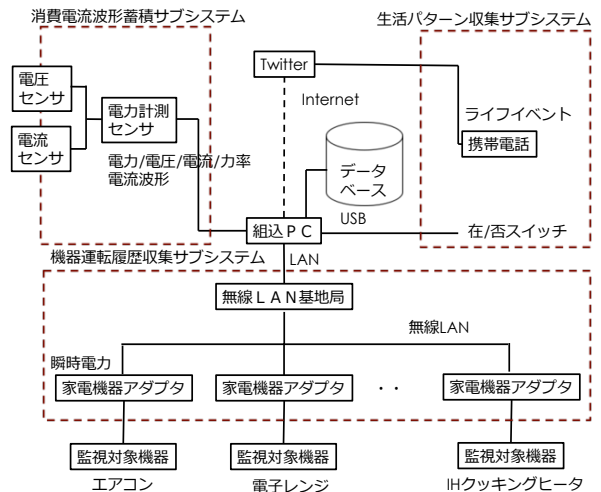 消費電流波形蓄積サブシステム
生活パターン収集サブシステム
電圧
センサ
電力計測
センサ
電流
センサ
電力/電圧/電流/力率
電流波形
Twitter
Internet
データ
ベース
USB
ライフイベント
携帯電話
組込ＰＣ
在/否スイッチ
機器運転履歴収集サブシステム
LAN
無線ＬＡＮ基地局
無線LAN
瞬時電力
家電機器アダプタ
家電機器アダプタ
・・
家電機器アダプタ
監視対象機器
監視対象機器
監視対象機器
エアコン
電子レンジ
IHクッキングヒータ